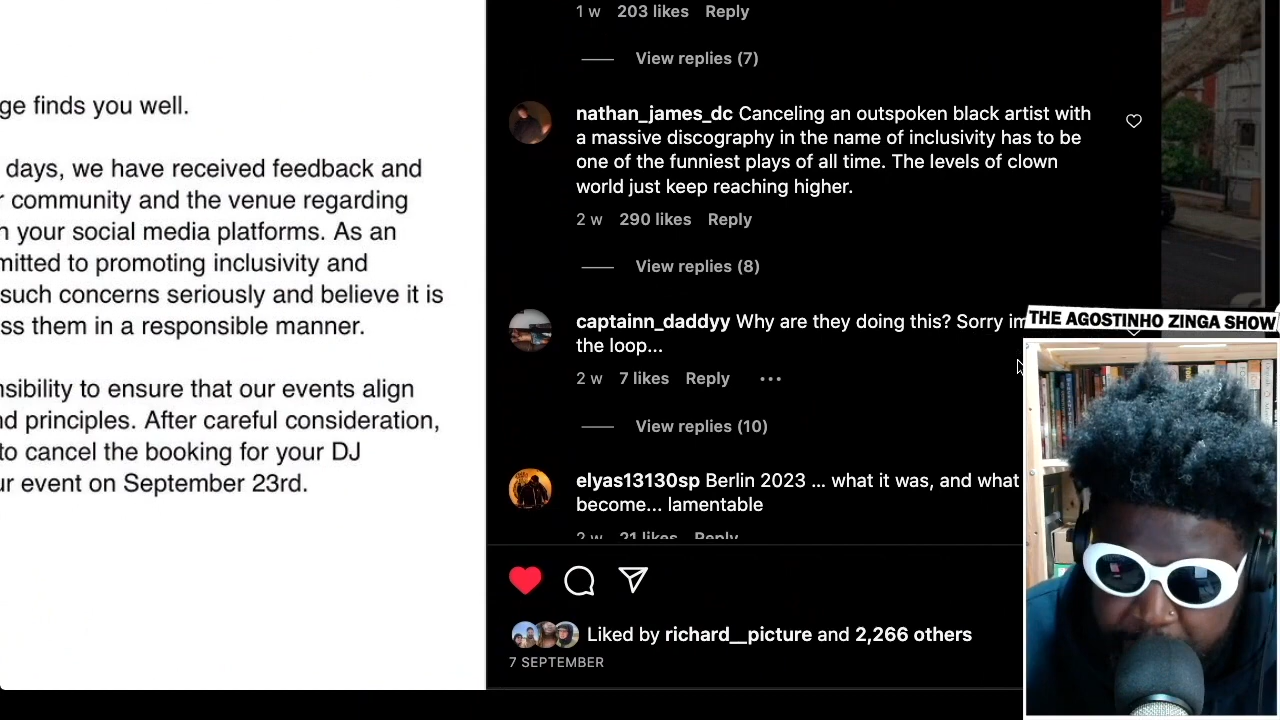 ge finds you well.
days, we have received feedback and
community and the venue regarding
your social media platforms. As an
mitted to promoting inclusivity and
such concerns seriously and believe it is
ss them in a responsible manner.
nsibility to ensure that our events align
nd principles. After careful consideration,
to cancel the booking for your DJ
ur event on September 23rd.
1 w 203 likes Reply
View replies (7)
nathan_james_dc Canceling an outspoken black artist with
a massive discography in the name of inclusivity has to be
one of the funniest plays of all time. The levels of clown
world just keep reaching higher.
2 w 290 likes Reply
View replies (8)
captainn_daddyy Why are they doing this? Sorry im
the loop...
2 w 7 likes Reply
View replies (10)
elyas13130sp Berlin 2023 ... what it was, and what
become... lamentable
2 w 21 likes Reply
Liked by richard__picture and 2,266 others
7 SEPTEMBER
THE AGOSTINHO ZINGA SHOW